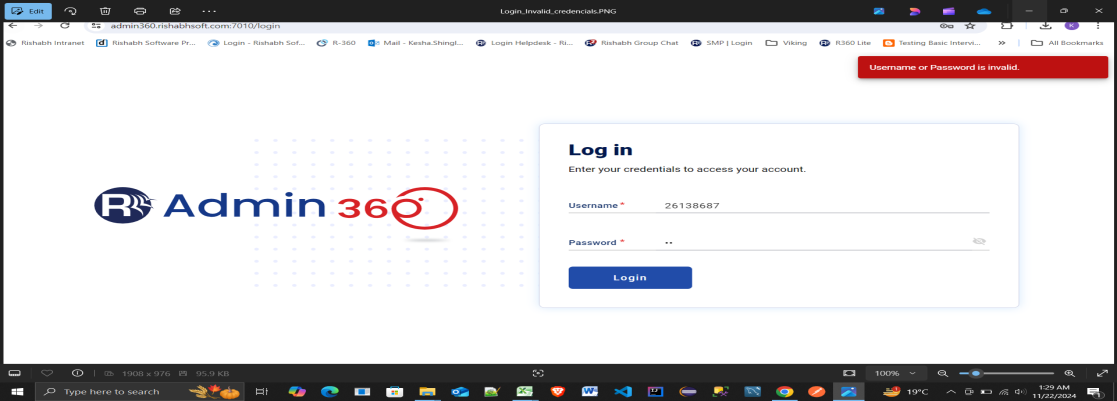 Edit
Login_Invalid_credencials.PNG
admin360.rishabhsoft.com:7010/login
K
Rishabh Intranet Rishabh Software Pr... Login - Rishabh Sof... R-360 Mail - Kesha.Shingl... Login Helpdesk - Ri... Rishabh Group Chat SMP | Login Viking R360 Lite Testing Basic Intervi... » All Bookmarks
Username or Password is invalid.
Log in
Enter your credentials to access your account.
R Admin 360
Username * 26138687
Password * ••
Login
1908 x 976 95.9 KB 100%
Type here to search 19°C 1:29 AM
11/22/2024